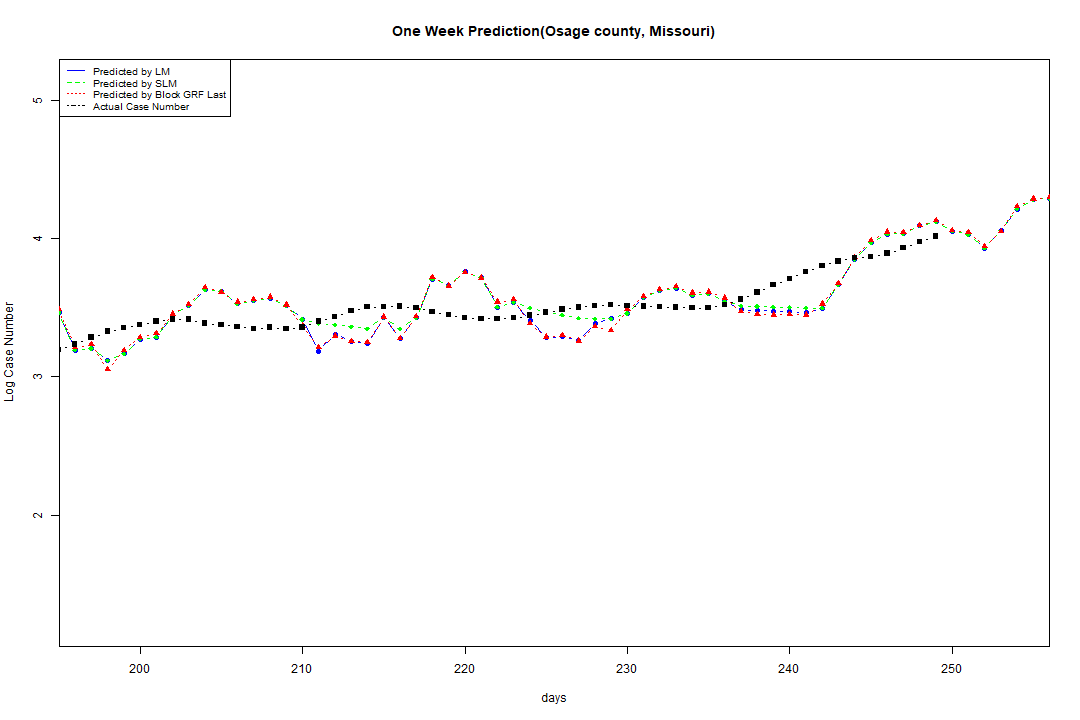 One Week Prediction(Osage county, Missouri)
Predicted by LM
Predicted by SLM
Predicted by Block GRF Last
Actual Case Number
5
4
3
2
Log Case Number
200 210 220 230 240 250
days